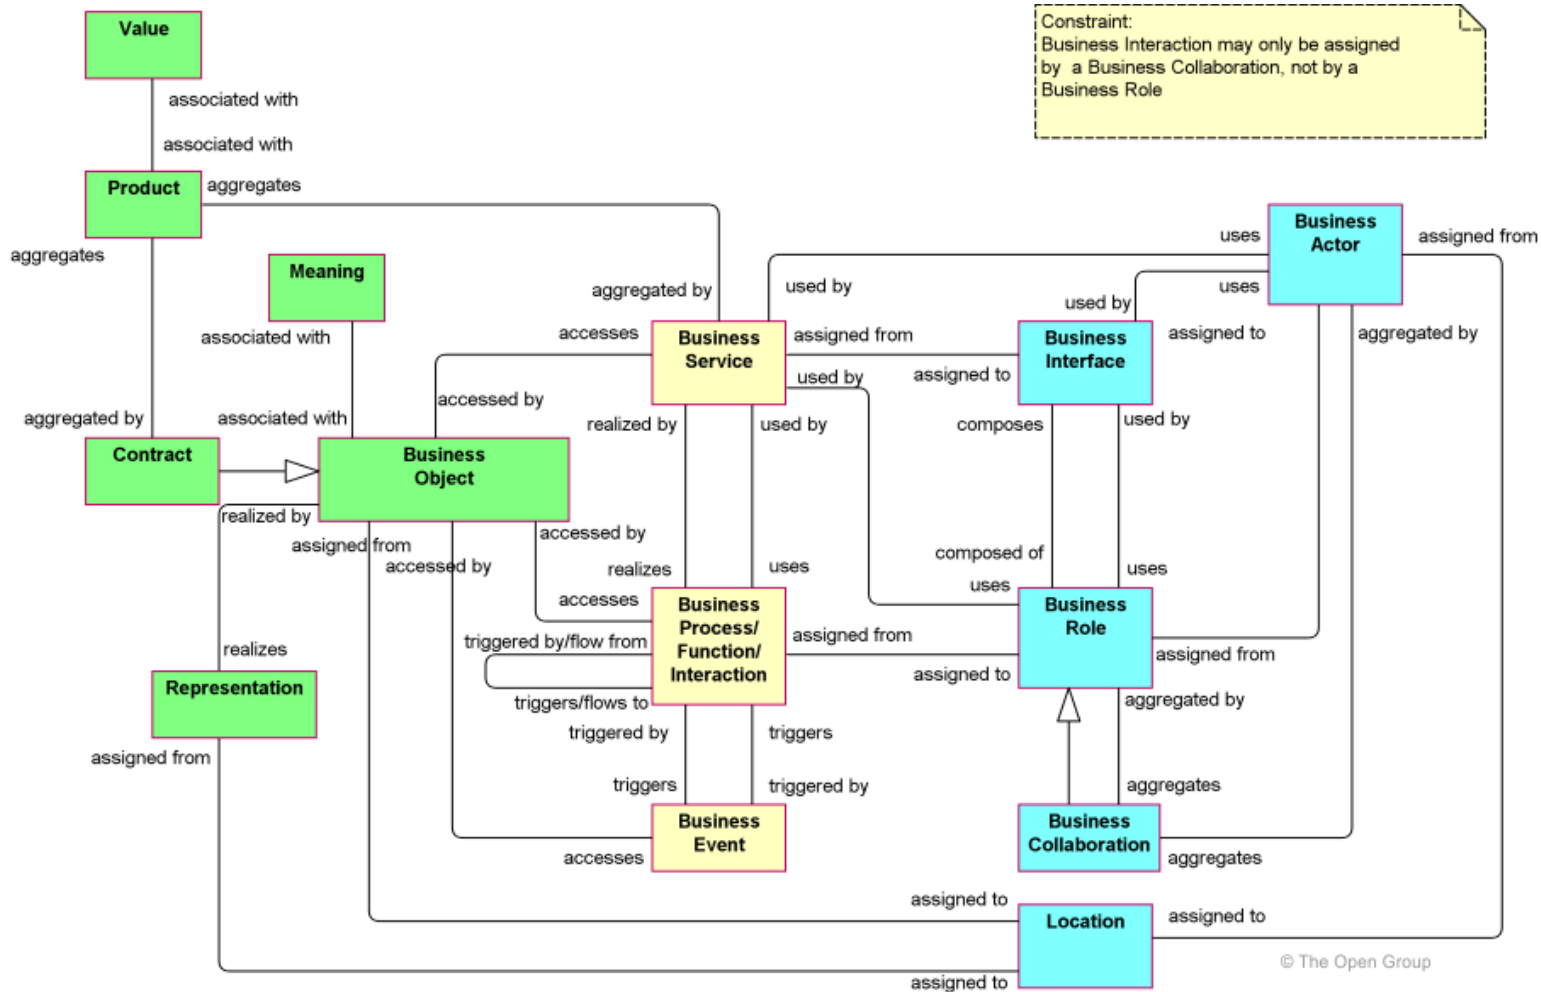 Constraint:
Business Interaction may only be assigned
by a Business Collaboration, not by a
Business Role
Value
associated with
associated with
Product
aggregates
aggregates
Business
Actor
uses
assigned from
Meaning
aggregated by
used by
uses
used by
associated with
accesses
Business
Service
assigned from
Business
Interface
assigned to
aggregated by
assigned to
used by
accessed by
aggregated by
associated with
realized by
used by
composes
used by
Contract
Business
Object
realized by
assigned from
accessed by
accessed by
composed of
realizes
uses
uses
uses
accesses
Business
Process/
Function/
Interaction
Business
Role
triggered by/flow from
assigned from
realizes
assigned from
assigned to
Representation
triggers/flows to
aggregated by
triggered by
triggers
assigned from
triggers
triggered by
aggregates
Business
Event
Business
Collaboration
accesses
aggregates
assigned to
Location
assigned to
© The Open Group
assigned to